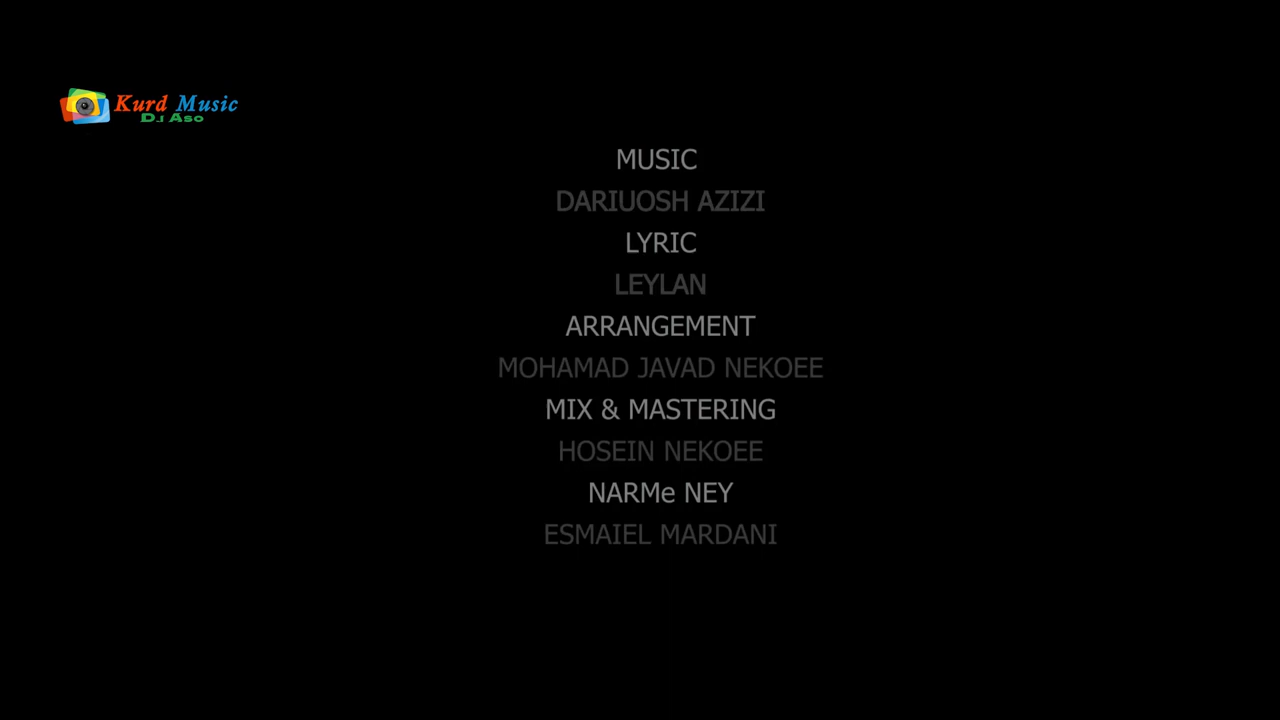 Kurd Music
Dj Aso
MUSIC
DARIUOSH AZIZI
LYRIC
LEYLAN
ARRANGEMENT
MOHAMAD JAVAD NEKOEE
MIX & MASTERING
HOSEIN NEKOEE
NARMe NEY
ESMAIEL MARDANI